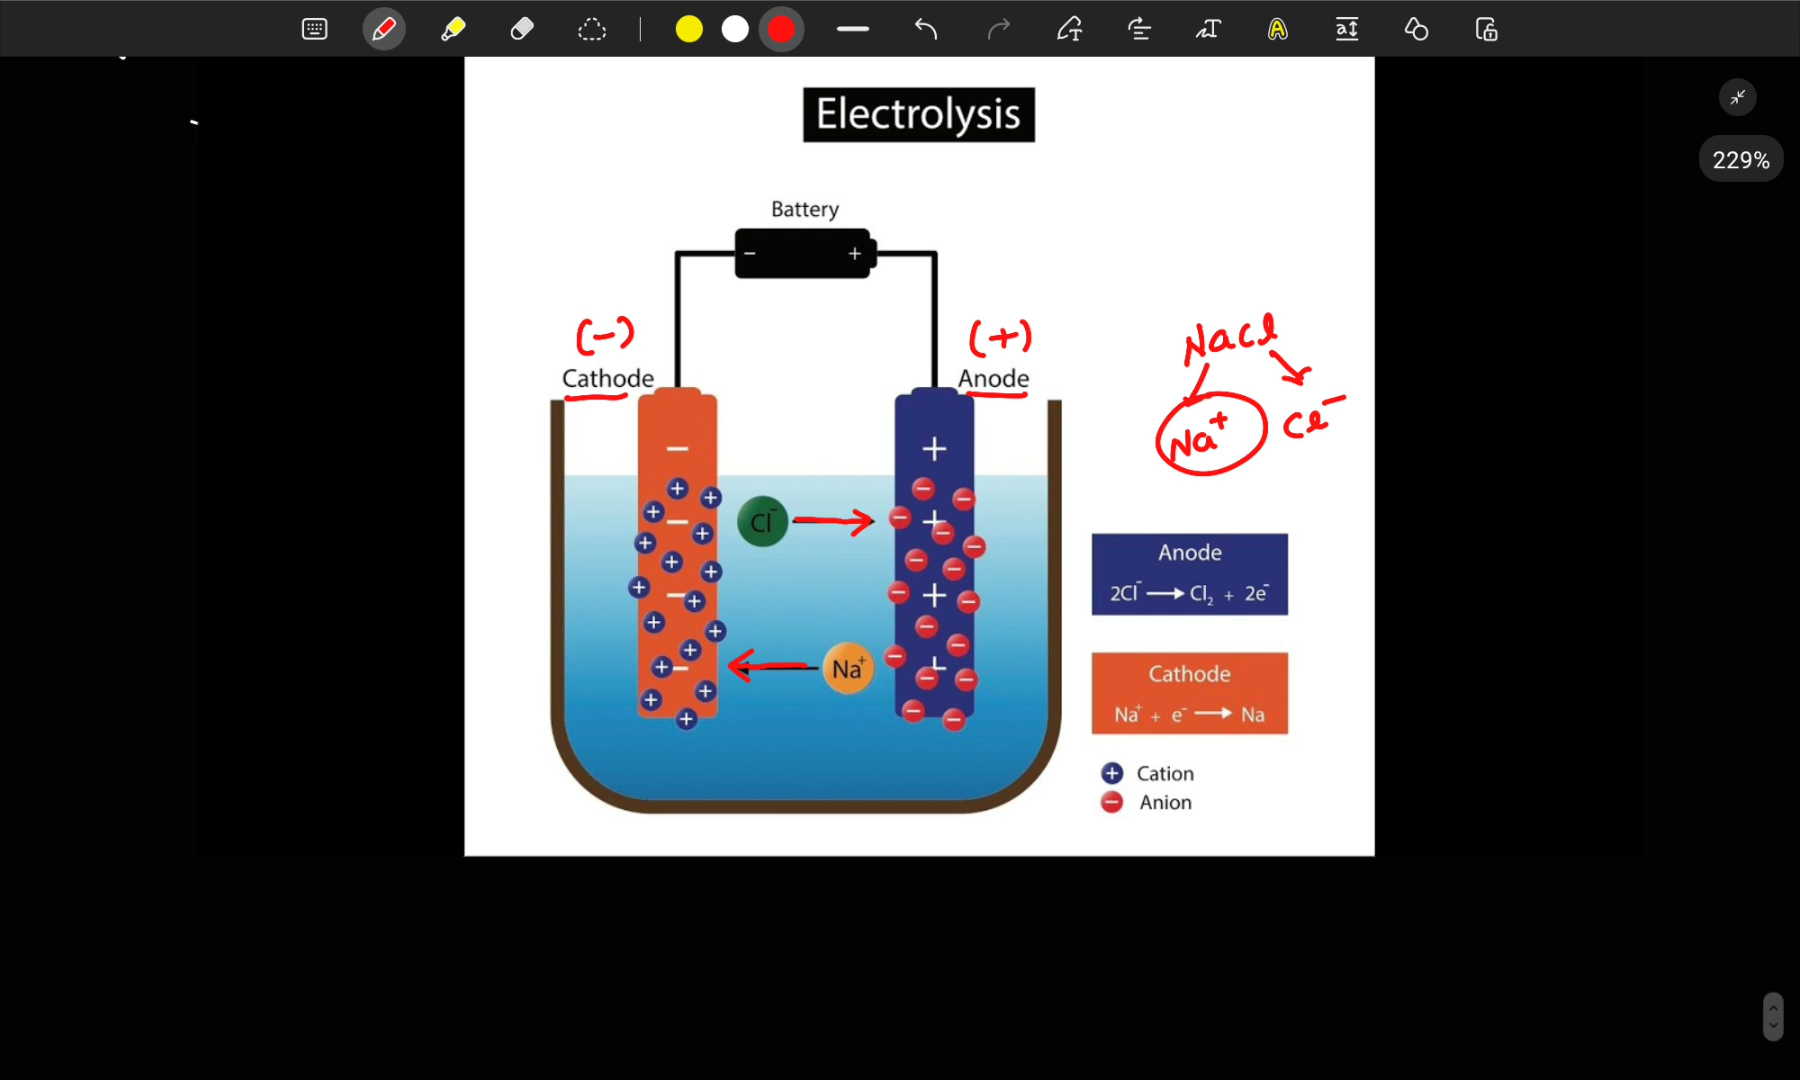 229%
Electrolysis
Battery
− +
(−) (+)
Cathode Anode
NaCl
Na⁺ Cl⁻
Cl⁻
Na⁺
Anode
2Cl⁻ → Cl₂ + 2e⁻
Cathode
Na⁺ + e⁻ → Na
+ Cation
− Anion